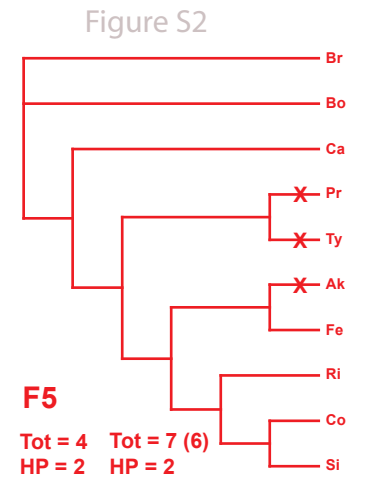 Figure S2
Br
Bo
Ca
X Pr
X Ty
X Ak
Fe
Ri
F5
Co
Tot = 4 Tot = 7 (6)
HP = 2 HP = 2
Si